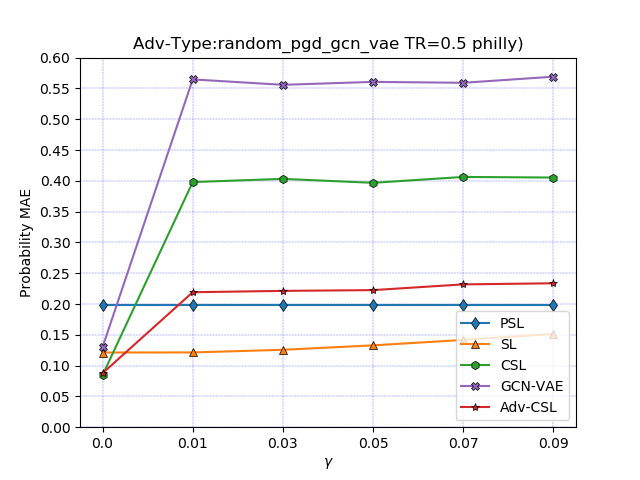 Adv-Type:random_pgd_gcn_vae TR=0.5 philly)
Probability MAE
0.60
0.55
0.50
0.45
0.40
0.35
0.30
0.25
0.20
0.15
0.10
0.05
0.00
0.0 0.01 0.03 0.05 0.07 0.09
γ
PSL
SL
CSL
GCN-VAE
Adv-CSL